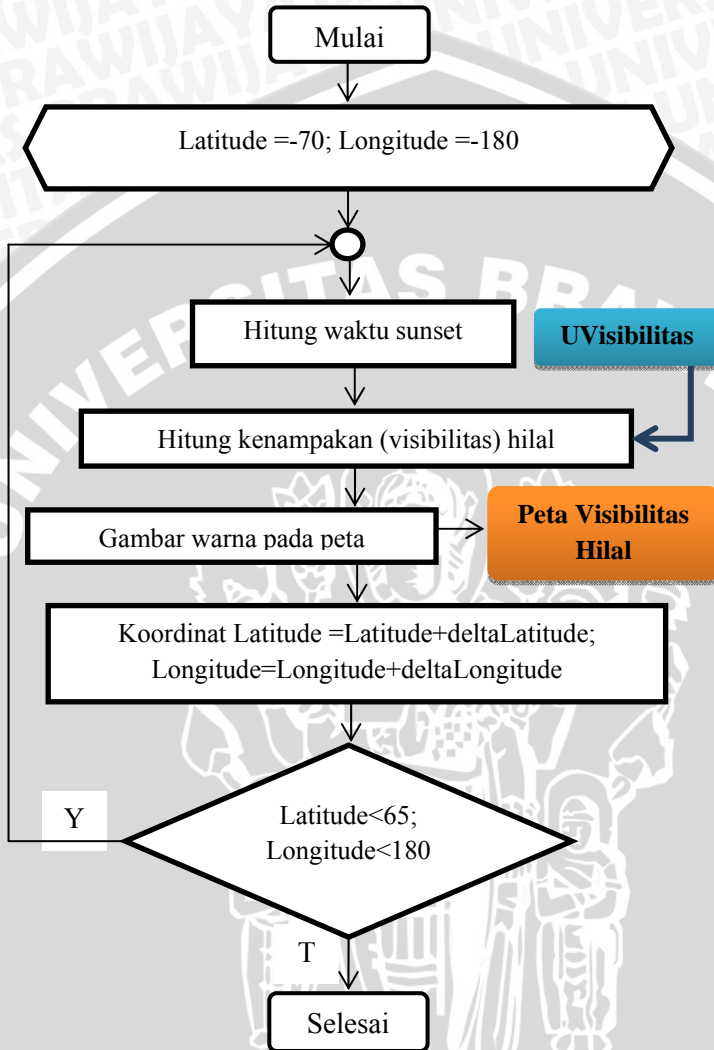 Mulai
Latitude =-70; Longitude =-180
Hitung waktu sunset
UVisibilitas
Hitung kenampakan (visibilitas) hilal
Gambar warna pada peta
Peta Visibilitas
Hilal
Koordinat Latitude =Latitude+deltaLatitude;
Longitude=Longitude+deltaLongitude
Latitude<65;
Longitude<180
Y
T
Selesai